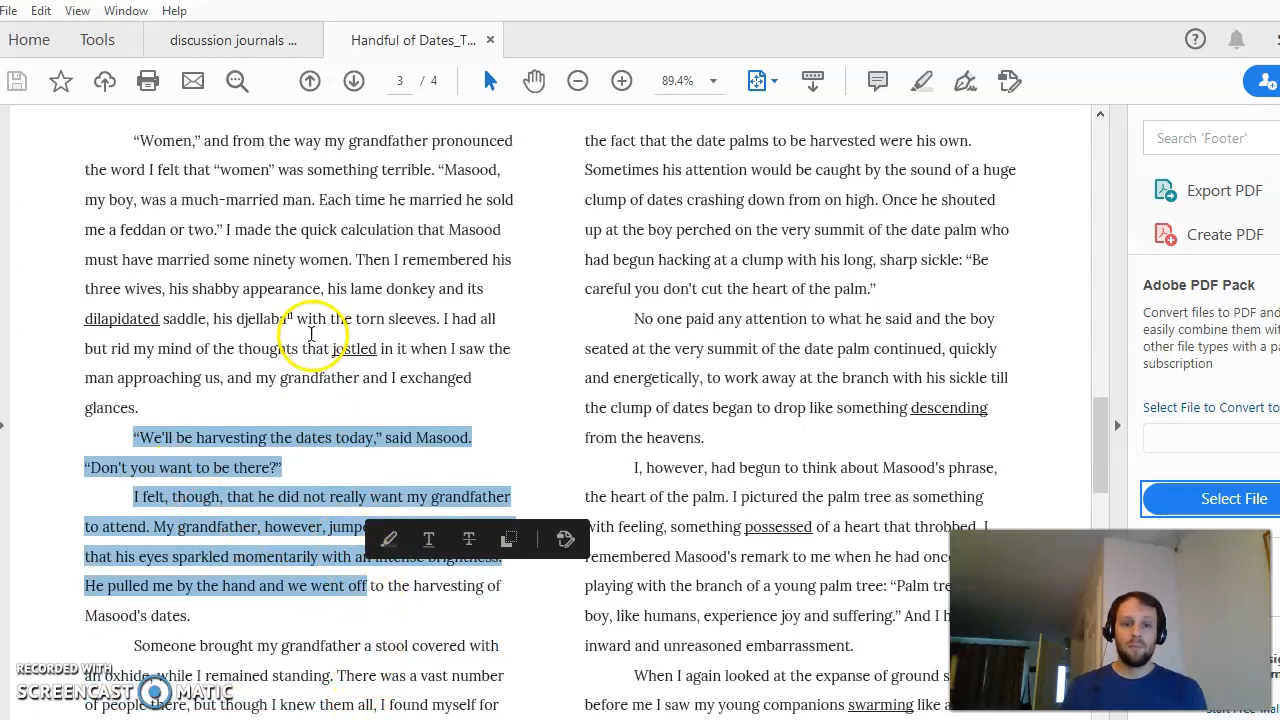 File Edit View Window Help
Home Tools discussion journals ... Handful of Dates_T... ×
3 / 4 89.4%
“Women,” and from the way my grandfather pronounced
the word I felt that “women” was something terrible. “Masood,
my boy, was a much-married man. Each time he married he sold
me a feddan or two.” I made the quick calculation that Masood
must have married some ninety women. Then I remembered his
three wives, his shabby appearance, his lame donkey and its
dilapidated saddle, his djellaba with the torn sleeves. I had all
but rid my mind of the thoughts that jostled in it when I saw the
man approaching us, and my grandfather and I exchanged
glances.
“We'll be harvesting the dates today,” said Masood.
“Don't you want to be there?”
I felt, though, that he did not really want my grandfather
to attend. My grandfather, however,
that his eyes sparkled momentarily with an intense brightness.
He pulled me by the hand and we went off to the harvesting of
Masood's dates.
Someone brought my grandfather a stool covered with
an oxhide, while I remained standing. There was a vast number
of people there, but though I knew them all, I found myself for
the fact that the date palms to be harvested were his own.
Sometimes his attention would be caught by the sound of a huge
clump of dates crashing down from on high. Once he shouted
up at the boy perched on the very summit of the date palm who
had begun hacking at a clump with his long, sharp sickle: “Be
careful you don't cut the heart of the palm.”
No one paid any attention to what he said and the boy
seated at the very summit of the date palm continued, quickly
and energetically, to work away at the branch with his sickle till
the clump of dates began to drop like something descending
from the heavens.
I, however, had begun to think about Masood's phrase,
the heart of the palm. I pictured the palm tree as something
with feeling, something possessed of a heart that throbbed. I
remembered Masood's remark to me when he had once
playing with the branch of a young palm tree: “Palm
boy, like humans, experience joy and suffering.” And I
inward and unreasoned embarrassment.
When I again looked at the expanse of ground
before me I saw my young companions swarming like
Search 'Footer'
Export PDF
Create PDF
Adobe PDF Pack
Convert files to PDF and
easily combine them with
other file types with a
subscription
Select File to Convert to
Select File
RECORDED WITH
SCREENCAST MATIC